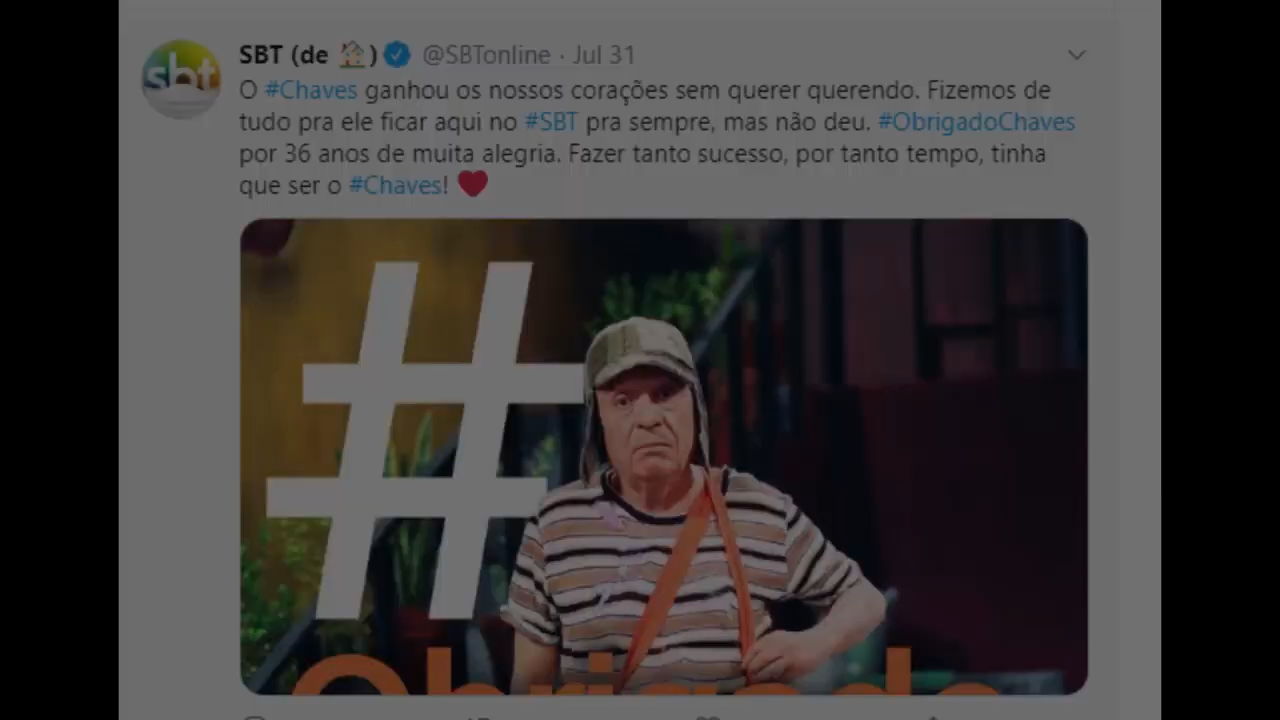 sbt
SBT (de 🏠) @SBTonline · Jul 31
O #Chaves ganhou os nossos corações sem querer querendo. Fizemos de
tudo pra ele ficar aqui no #SBT pra sempre, mas não deu. #ObrigadoChaves
por 36 anos de muita alegria. Fazer tanto sucesso, por tanto tempo, tinha
que ser o #Chaves! ❤️
#
Obrigado